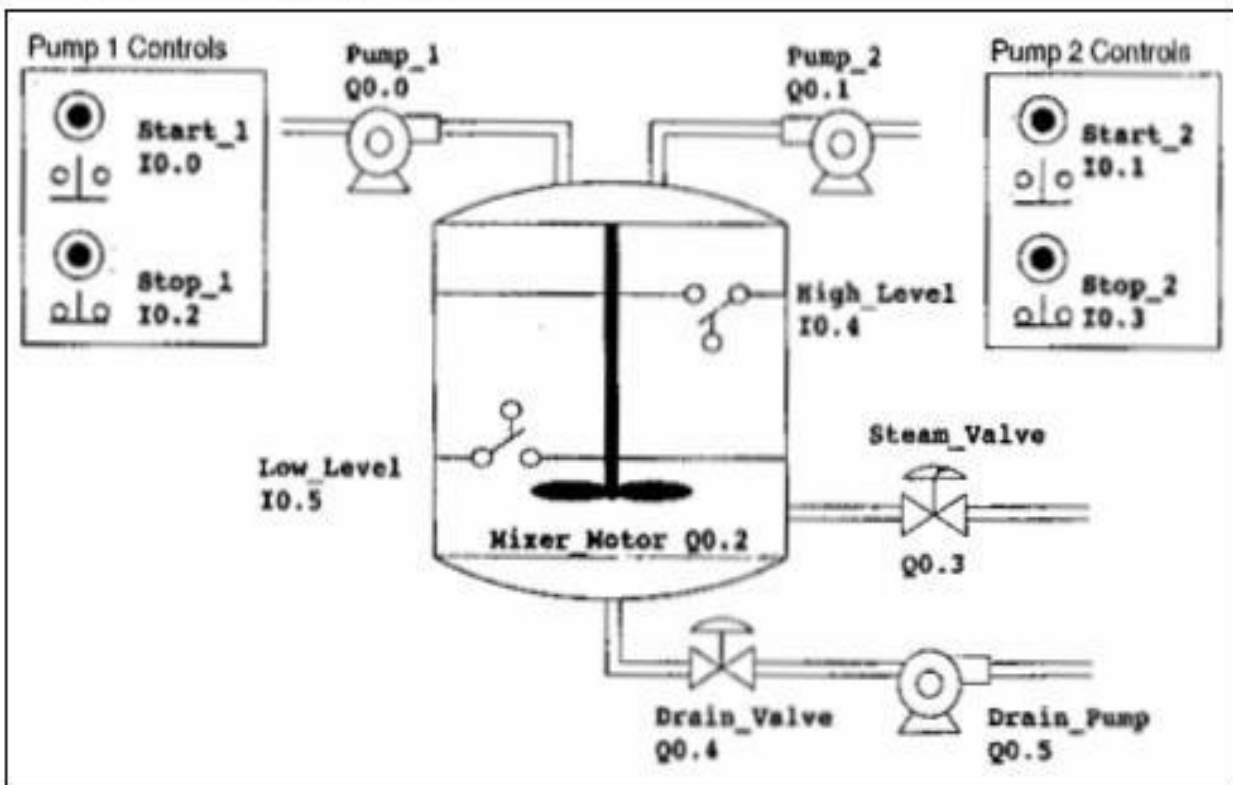 Pump 1 Controls
Start_1
I0.0
Stop_1
I0.2
Pump_1
Q0.0
Pump_2
Q0.1
Pump 2 Controls
Start_2
I0.1
Stop_2
I0.3
High_Level
I0.4
Low_Level
I0.5
Mixer_Motor Q0.2
Steam_Valve
Q0.3
Drain_Valve
Q0.4
Drain_Pump
Q0.5